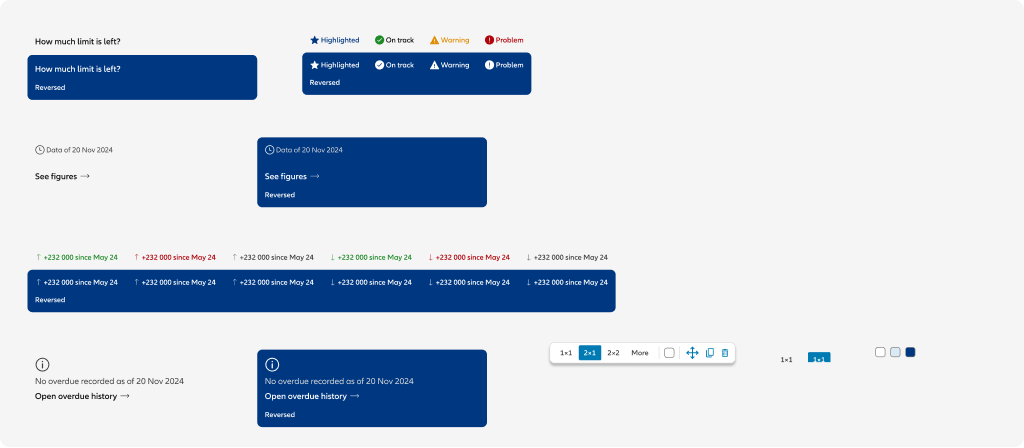 How much limit is left?
How much limit is left?
Reversed
Highlighted On track Warning Problem
Highlighted On track Warning Problem
Reversed
Data of 20 Nov 2024
See figures →
Data of 20 Nov 2024
See figures →
Reversed
↑ +232 000 since May 24 ↑ +232 000 since May 24 ↑ +232 000 since May 24 ↓ +232 000 since May 24 ↓ +232 000 since May 24 ↓ +232 000 since May 24
↑ +232 000 since May 24 ↑ +232 000 since May 24 ↑ +232 000 since May 24 ↓ +232 000 since May 24 ↓ +232 000 since May 24 ↓ +232 000 since May 24
Reversed
No overdue recorded as of 20 Nov 2024
Open overdue history →
No overdue recorded as of 20 Nov 2024
Open overdue history →
Reversed
1×1 2×1 2×2 More
1×1 1×1